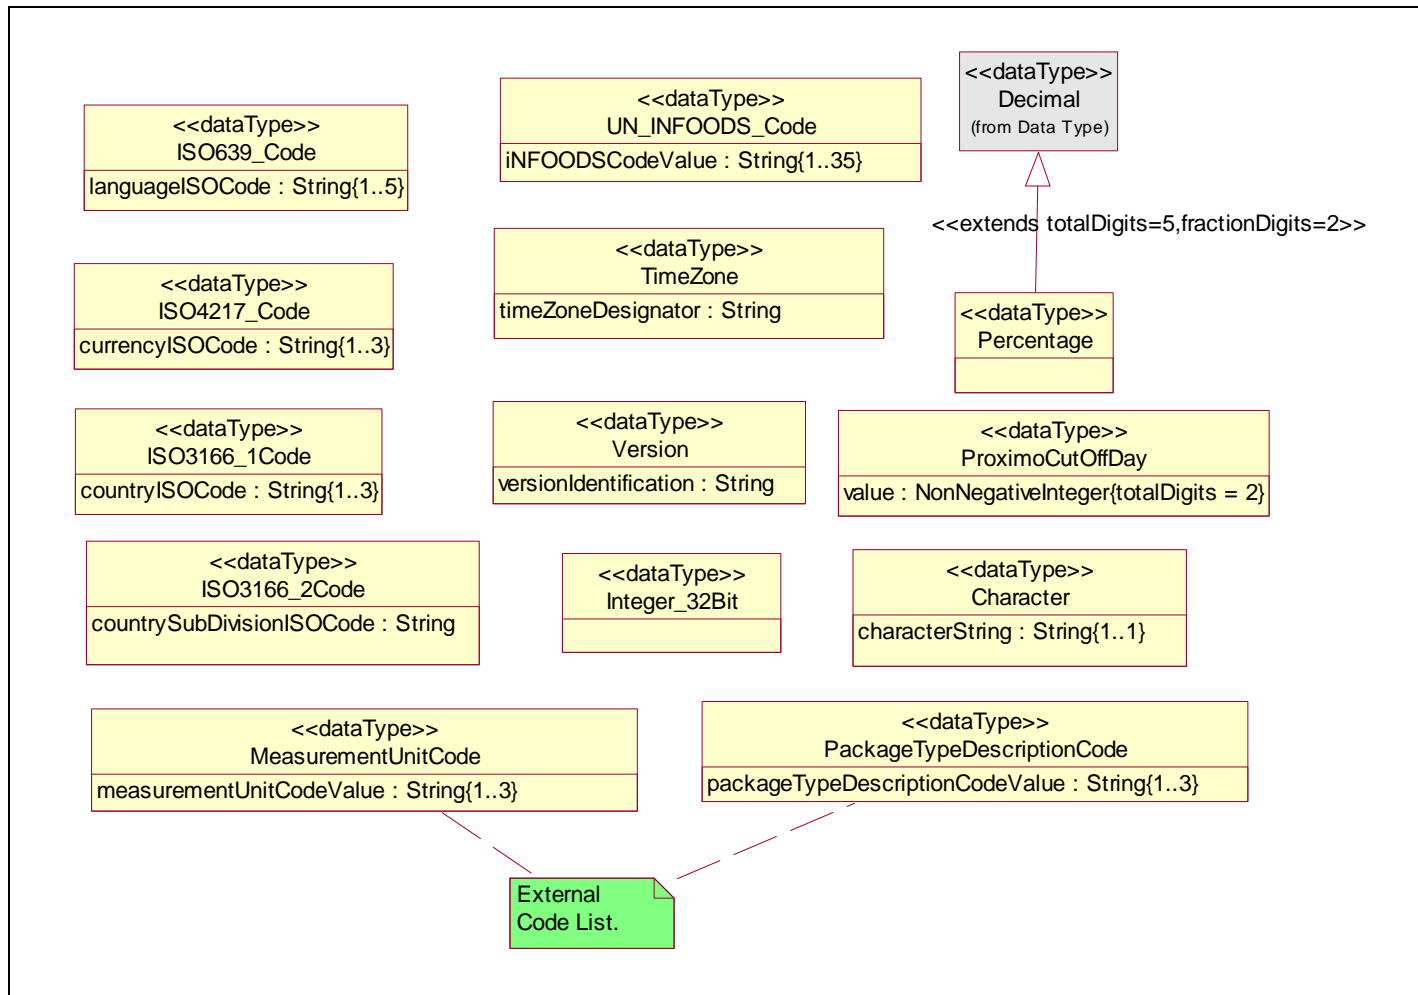 <<dataType>>
ISO639_Code
languageISOCode : String{1..5}
<<dataType>>
UN_INFOODS_Code
iNFOODSCodeValue : String{1..35}
<<dataType>>
Decimal
(from Data Type)
<<extends totalDigits=5,fractionDigits=2>>
<<dataType>>
ISO4217_Code
currencyISOCode : String{1..3}
<<dataType>>
TimeZone
timeZoneDesignator : String
<<dataType>>
Percentage
<<dataType>>
ISO3166_1Code
countryISOCode : String{1..3}
<<dataType>>
Version
versionIdentification : String
<<dataType>>
ProximoCutOffDay
value : NonNegativeInteger{totalDigits = 2}
<<dataType>>
ISO3166_2Code
countrySubDivisionISOCode : String
<<dataType>>
Integer_32Bit
<<dataType>>
Character
characterString : String{1..1}
<<dataType>>
MeasurementUnitCode
measurementUnitCodeValue : String{1..3}
<<dataType>>
PackageTypeDescriptionCode
packageTypeDescriptionCodeValue : String{1..3}
External
Code List.